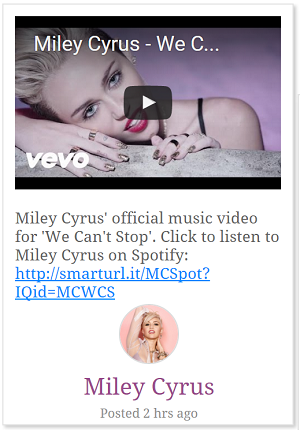 Miley Cyrus - We C...
vevo
Miley Cyrus' official music video
for 'We Can't Stop'. Click to listen to
Miley Cyrus on Spotify:
http://smarturl.it/MCSpot?
IQid=MCWCS
Miley Cyrus
Posted 2 hrs ago